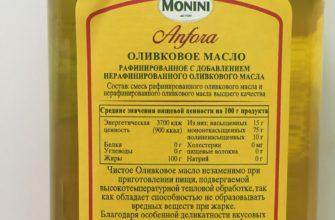 MONINI
Anfora
ОЛИВКОВОЕ МАСЛО
РАФИНИРОВАННОЕ С ДОБАВЛЕНИЕМ
НЕРАФИНИРОВАННОГО ОЛИВКОВОГО МАСЛА
Состав: смесь рафинированного оливкового масла и
нерафинированного оливкового масла высшего качества
Средние значения пищевой ценности на 100 г продукта
Энергетическая 3700 кДж Из них: насыщенных 15 г
ценность (900 ккал) мононенасыщенных 75 г
полиненасыщенных 10 г
Белки 0 г Холестерин 0 мг
Углеводы 0 г пищевые волокна 0 г
Жиры 100 г Натрий 0 г
Чистое Оливковое масло незаменимо при
приготовлении пищи, подвергаемой
высокотемпературной тепловой обработке, так
как обладает способностью не образовывать
вредных веществ при жарке.
Благодаря особенной деликатности вкусовых